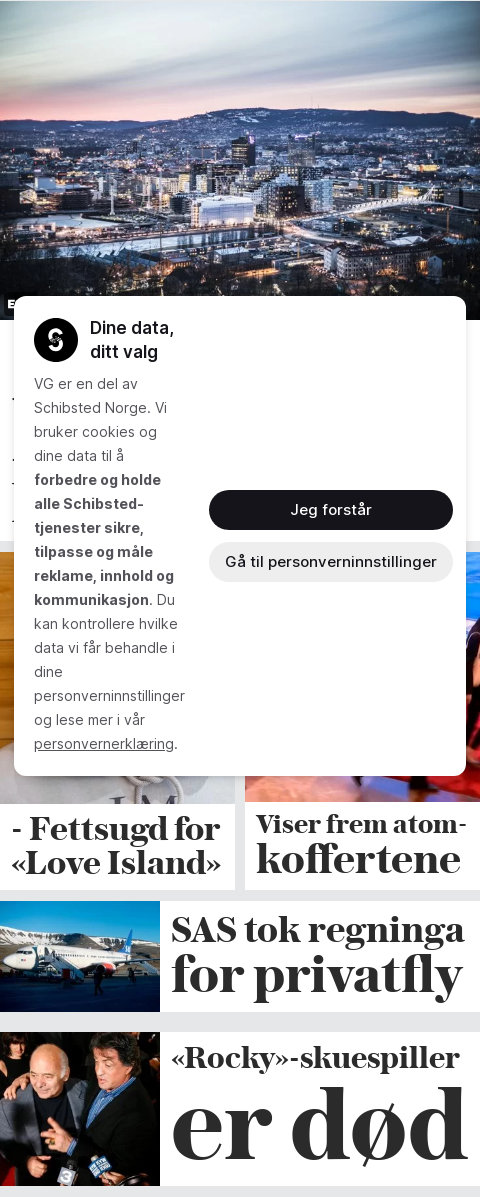 Dine data,
ditt valg
VG er en del av
Schibsted Norge. Vi
bruker cookies og
dine data til å
forbedre og holde
alle Schibsted-
tjenester sikre,
tilpasse og måle
reklame, innhold og
kommunikasjon. Du
kan kontrollere hvilke
data vi får behandle i
dine
personverninnstillinger
og lese mer i vår
personvernerklæring.
Jeg forstår
Gå til personverninnstillinger
- Fettsugd for
«Love Island»
Viser frem atom-
koffertene
SAS tok regninga
for privatfly
«Rocky»-skuespiller
er død